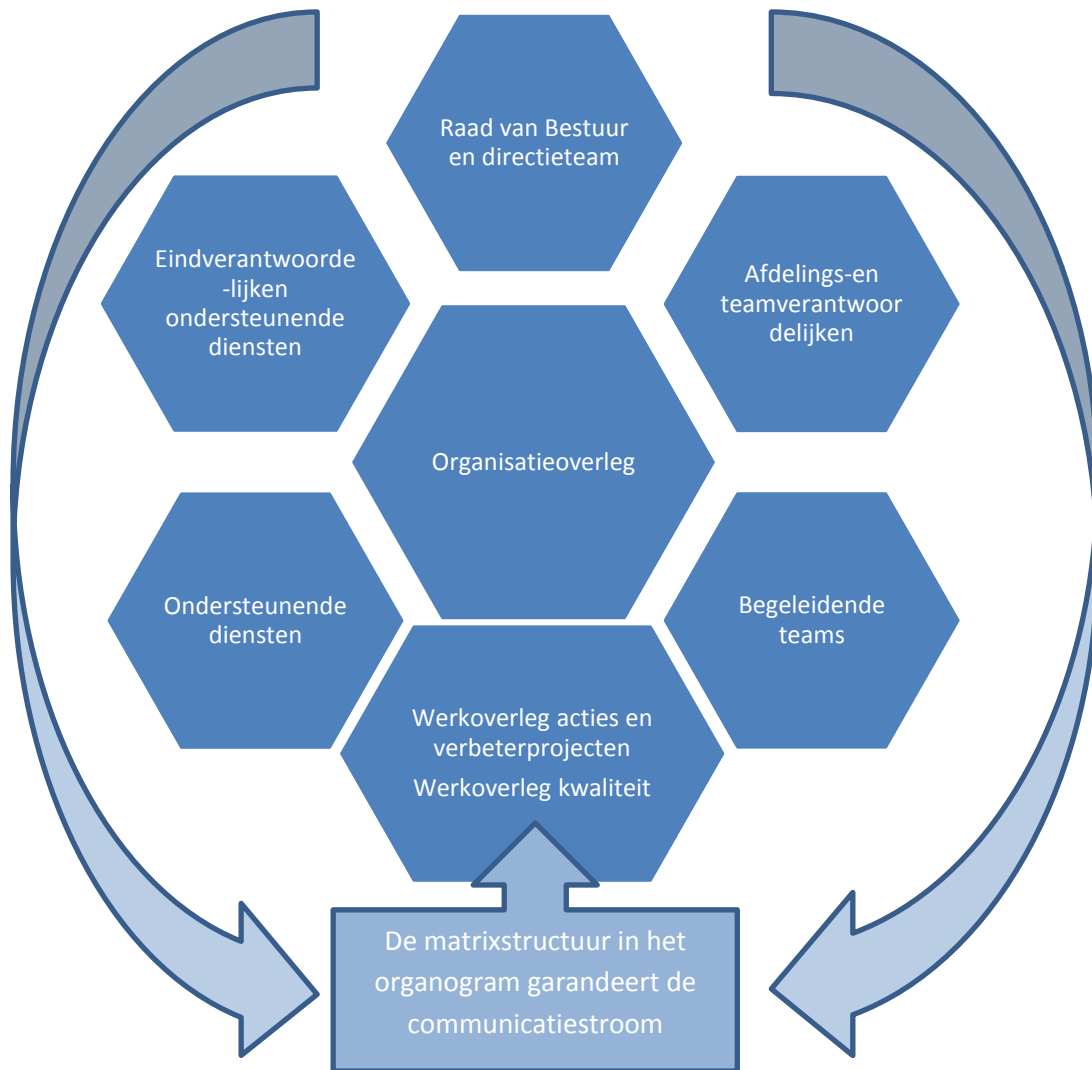 Raad van Bestuur
en directieteam
Eindverantwoorde
-lijken
ondersteunende
diensten
Afdelings-en
teamverantwoor
delijken
Organisatieoverleg
Ondersteunende
diensten
Begeleidende
teams
Werkoverleg acties en
verbeterprojecten
Werkoverleg kwaliteit
De matrixstructuur in het
organogram garandeert de
communicatiestroom